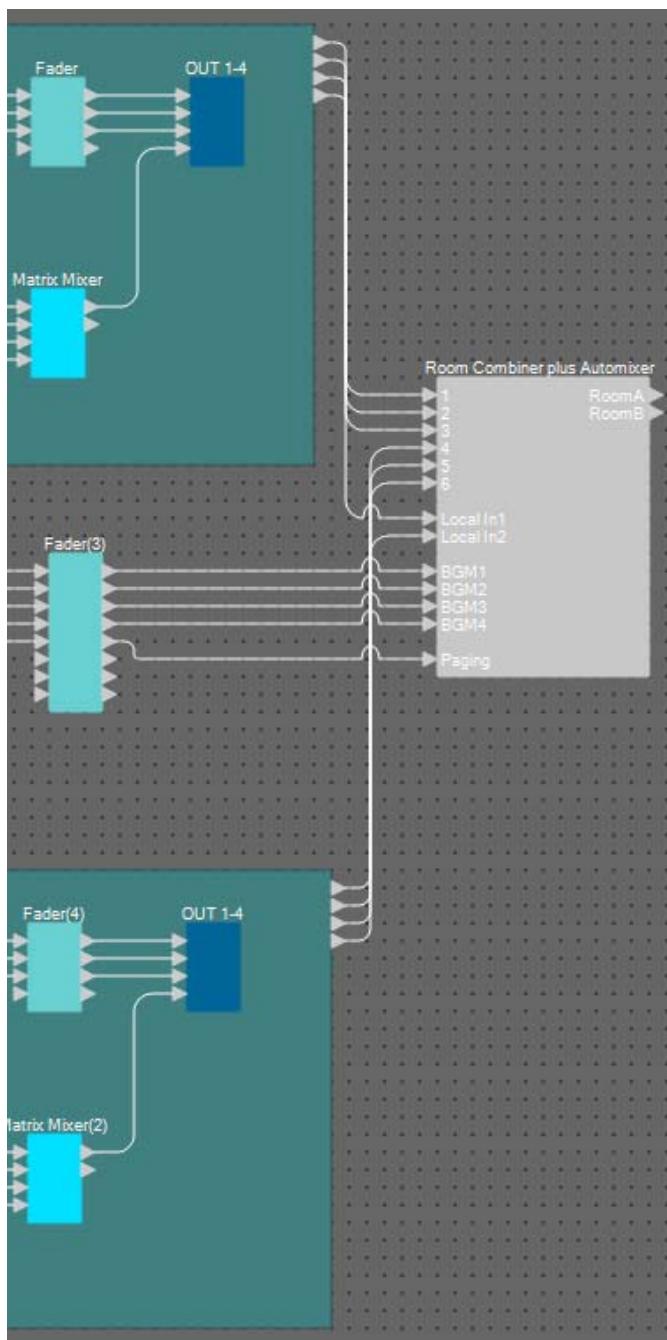 Fader
OUT 1-4
Matrix Mixer
Room Combiner plus Automixer
1
RoomA
2
RoomB
3
4
5
6
Local In1
Local In2
Fader(3)
BGM1
BGM2
BGM3
BGM4
Paging
Fader(4)
OUT 1-4
Matrix Mixer(2)